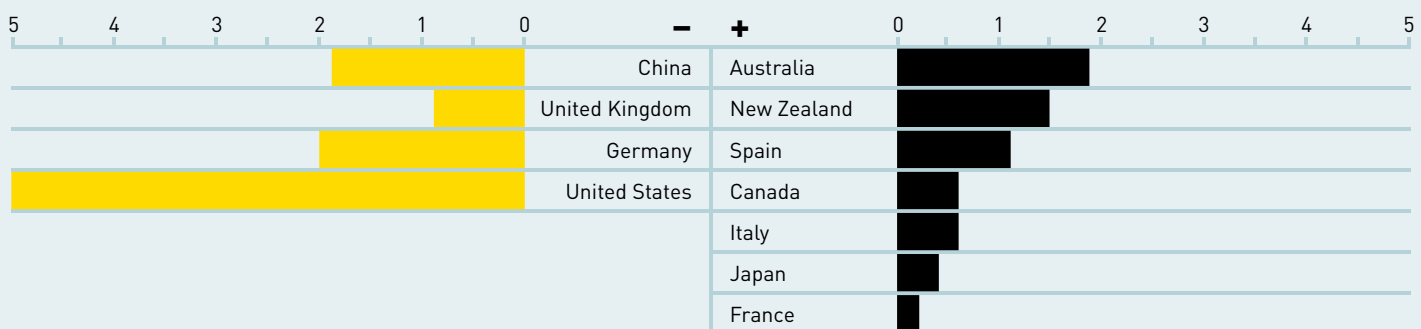 5 4 3 2 1 0 − + 0 1 2 3 4 5
China Australia
United Kingdom New Zealand
Germany Spain
United States Canada
Italy
Japan
France